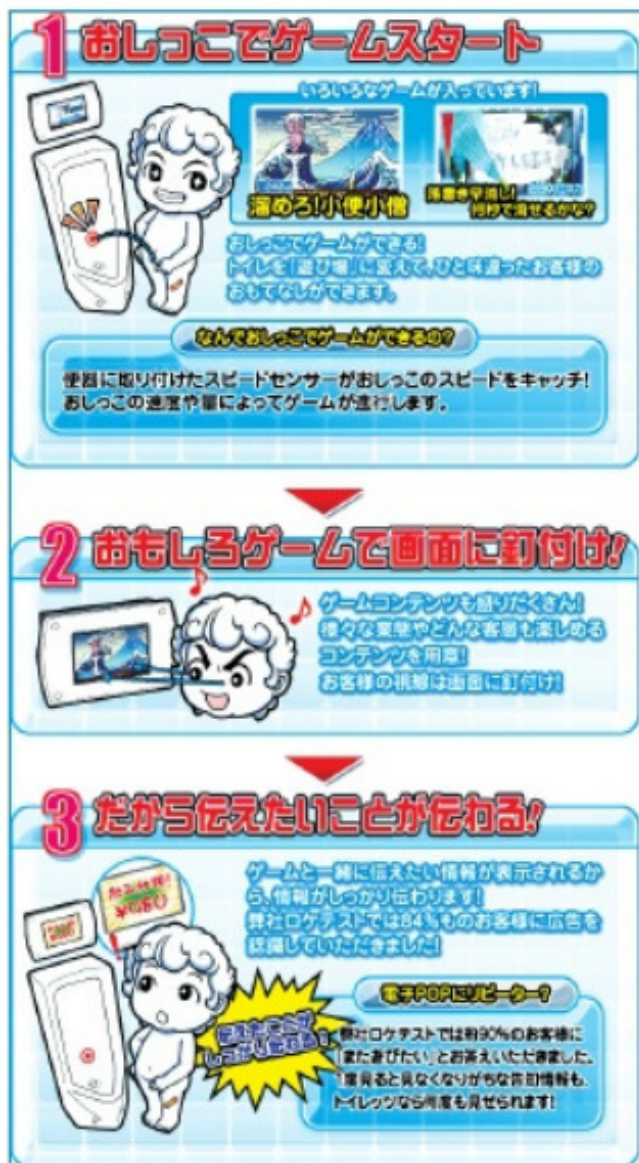 1 おしっこでゲームスタート
いろいろなゲームが入っています!
溜めろ!小便小僧
落書き早流し!
何秒で流せるかな?
おしっこでゲームができる!
トイレを「遊び場」に変えて、ひと味違ったお客様の
おもてなしができます。
なんでおしっこでゲームができるの?
便器に取り付けたスピードセンサーがおしっこのスピードをキャッチ!
おしっこの速度や量によってゲームが進行します。
2 おもしろゲームで画面に釘付け!
ゲームコンテンツも盛りだくさん!
様々な業態やどんな客層も楽しめる
コンテンツを用意!
お客様の視線は画面に釘付け!
3 だから伝えたいことが伝わる!
ゲームと一緒に伝えたい情報が表示されるか
ら、情報がしっかり伝わります!
弊社ロケテストでは84%ものお客様に広告を
認識していただきました!
伝えたことが
しっかり伝わる!
電子POPにリピーター?
弊社ロケテストでは約90%のお客様に
「また遊びたい」とお答えいただきました。
1度見ると見なくなりがちな告知情報も、
トイレッツなら何度も見せられます!